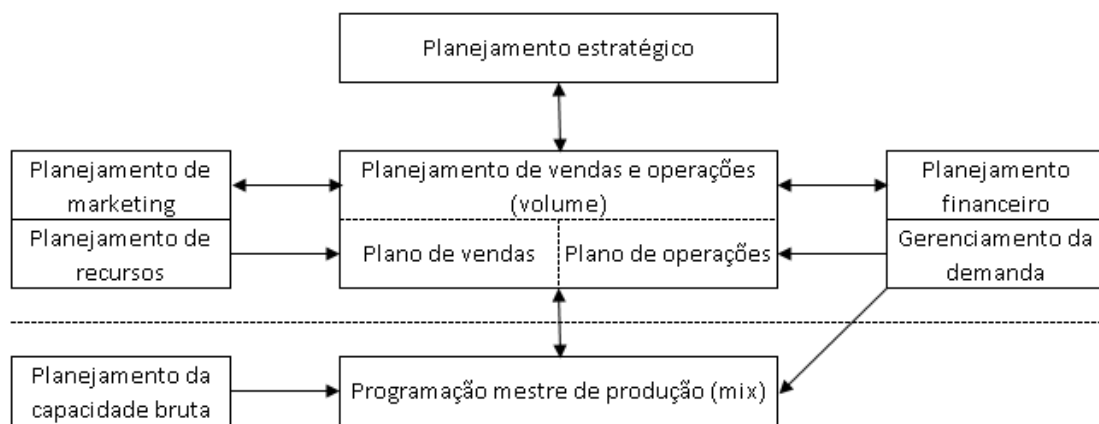 Planejamento estratégico
Planejamento de
marketing
Planejamento de vendas e operações
(volume)
Planejamento
financeiro
Planejamento de
recursos
Plano de vendas
Plano de operações
Gerenciamento da
demanda
Planejamento da
capacidade bruta
Programação mestre de produção (mix)